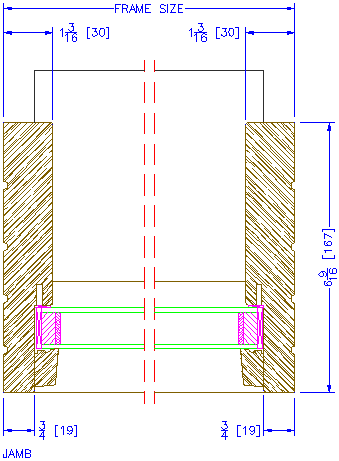 FRAME SIZE
1 3/16 [30]
1 3/16 [30]
6 9/16 [167]
3/4 [19]
3/4 [19]
JAMB